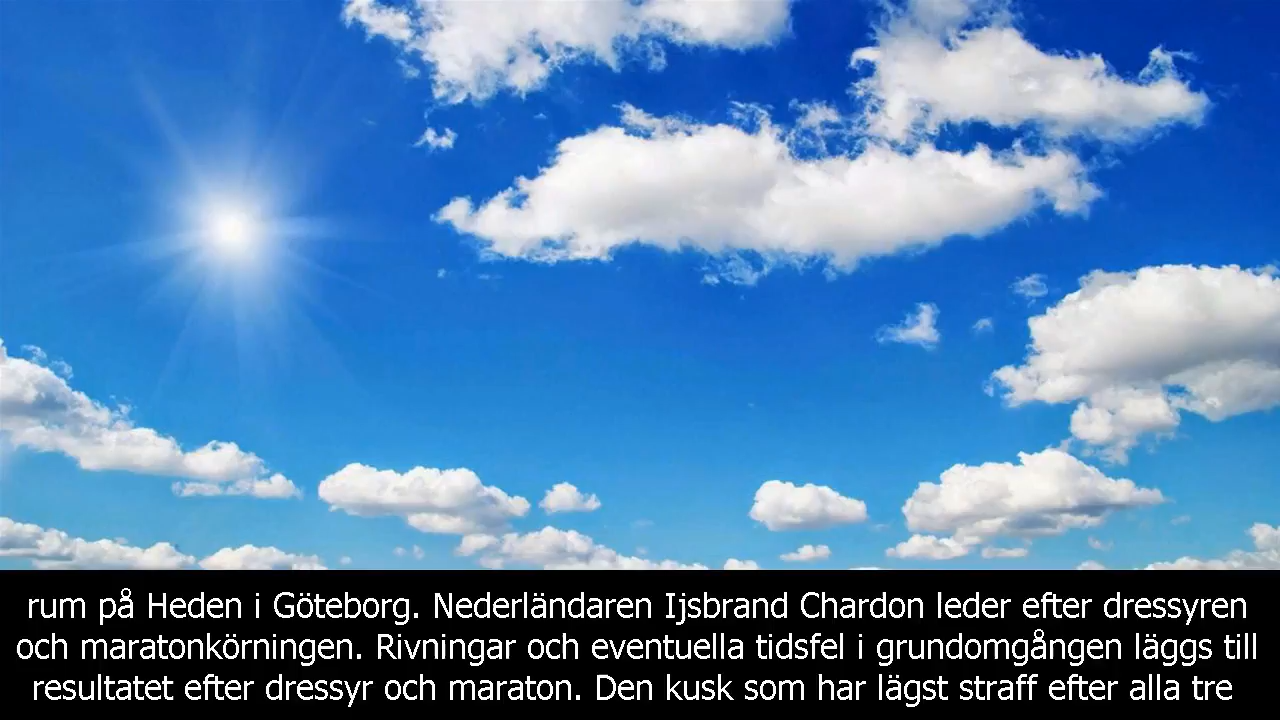 rum på Heden i Göteborg. Nederländaren Ijsbrand Chardon leder efter dressyren
och maratonkörningen. Rivningar och eventuella tidsfel i grundomgången läggs till
resultatet efter dressyr och maraton. Den kusk som har lägst straff efter alla tre